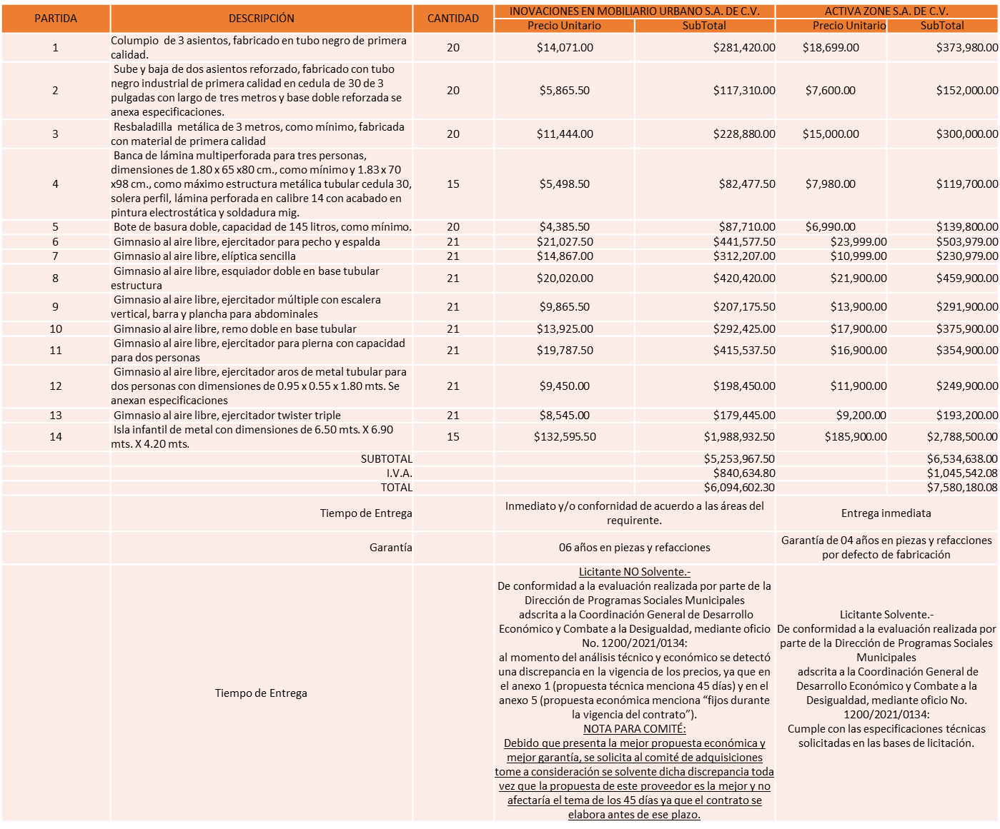 PARTIDA DESCRIPCIÓN CANTIDAD INOVACIONES EN MOBILIARIO URBANO S.A. DE C.V. ACTIVA ZONE S.A. DE C.V.
Precio Unitario SubTotal Precio Unitario SubTotal
1 Columpio de 3 asientos, fabricado en tubo negro de primera
calidad. 20 $14,071.00 $281,420.00 $18,699.00 $373,980.00
2 Sube y baja de dos asientos reforzado, fabricado con tubo
negro industrial de primera calidad en cedula de 30 de 3
pulgadas con largo de tres metros y base doble reforzada se
anexa especificaciones. 20 $5,865.50 $117,310.00 $7,600.00 $152,000.00
3 Resbaladilla metálica de 3 metros, como mínimo, fabricada
con material de primera calidad 20 $11,444.00 $228,880.00 $15,000.00 $300,000.00
4 Banca de lámina multiperforada para tres personas,
dimensiones de 1.80 x 65 x80 cm., como mínimo y 1.83 x 70
x98 cm., como máximo estructura metálica tubular cedula 30,
solera perfil, lámina perforada en calibre 14 con acabado en
pintura electrostática y soldadura mig. 15 $5,498.50 $82,477.50 $7,980.00 $119,700.00
5 Bote de basura doble, capacidad de 145 litros, como mínimo. 20 $4,385.50 $87,710.00 $6,990.00 $139,800.00
6 Gimnasio al aire libre, ejercitador para pecho y espalda 21 $21,027.50 $441,577.50 $23,999.00 $503,979.00
7 Gimnasio al aire libre, elíptica sencilla 21 $14,867.00 $312,207.00 $10,999.00 $230,979.00
8 Gimnasio al aire libre, esquiador doble en base tubular
estructura 21 $20,020.00 $420,420.00 $21,900.00 $459,900.00
9 Gimnasio al aire libre, ejercitador múltiple con escalera
vertical, barra y plancha para abdominales 21 $9,865.50 $207,175.50 $13,900.00 $291,900.00
10 Gimnasio al aire libre, remo doble en base tubular 21 $13,925.00 $292,425.00 $17,900.00 $375,900.00
11 Gimnasio al aire libre, ejercitador para pierna con capacidad
para dos personas 21 $19,787.50 $415,537.50 $16,900.00 $354,900.00
12 Gimnasio al aire libre, ejercitador aros de metal tubular para
dos personas con dimensiones de 0.95 x 0.55 x 1.80 mts. Se
anexan especificaciones 21 $9,450.00 $198,450.00 $11,900.00 $249,900.00
13 Gimnasio al aire libre, ejercitador twister triple 21 $8,545.00 $179,445.00 $9,200.00 $193,200.00
14 Isla infantil de metal con dimensiones de 6.50 mts. X 6.90
mts. X 4.20 mts. 15 $132,595.50 $1,988,932.50 $185,900.00 $2,788,500.00
SUBTOTAL $5,253,967.50 $6,534,638.00
I.V.A. $840,634.80 $1,045,542.08
TOTAL $6,094,602.30 $7,580,180.08
Tiempo de Entrega Inmediato y/o confornidad de acuerdo a las áreas del
requirente. Entrega inmediata
Garantía 06 años en piezas y refacciones Garantía de 04 años en piezas y refacciones
por defecto de fabricación
Tiempo de Entrega
Licitante NO Solvente.-
De conformidad a la evaluación realizada por parte de la
Dirección de Programas Sociales Municipales
adscrita a la Coordinación General de Desarrollo
Económico y Combate a la Desigualdad, mediante oficio
No. 1200/2021/0134:
al momento del análisis técnico y económico se detectó
una discrepancia en la vigencia de los precios, ya que en
el anexo 1 (propuesta técnica menciona 45 días) y en el
anexo 5 (propuesta económica menciona “fijos durante
la vigencia del contrato”).
NOTA PARA COMITÉ:
Debido que presenta la mejor propuesta económica y
mejor garantía, se solicita al comité de adquisiciones
tome a consideración se solvente dicha discrepancia toda
vez que la propuesta de este proveedor es la mejor y no
afectaría el tema de los 45 días ya que el contrato se
elabora antes de ese plazo.
Licitante Solvente.-
De conformidad a la evaluación realizada por
parte de la Dirección de Programas Sociales
Municipales
adscrita a la Coordinación General de
Desarrollo Económico y Combate a la
Desigualdad, mediante oficio No.
1200/2021/0134:
Cumple con las especificaciones técnicas
solicitadas en las bases de licitación.